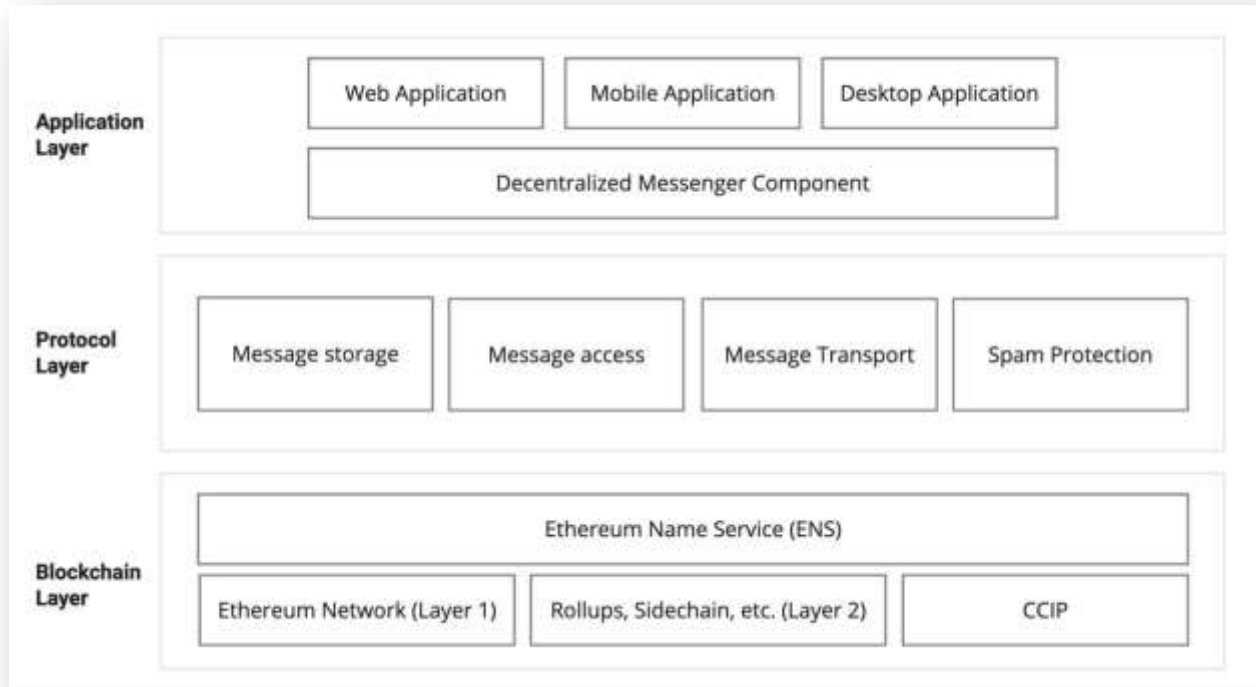 Web Application
Mobile Application
Desktop Application
Application
Layer
Decentralized Messenger Component
Protocol
Layer
Message storage
Message access
Message Transport
Spam Protection
Ethereum Name Service (ENS)
Blockchain
Layer
Ethereum Network (Layer 1)
Rollups, Sidechain, etc. (Layer 2)
CCIP